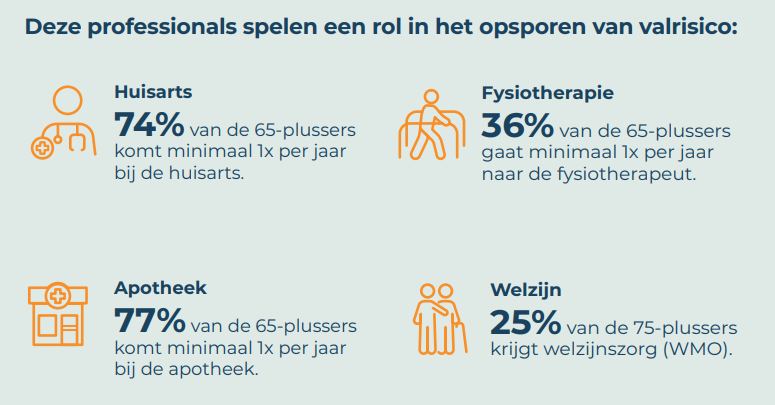 Deze professionals spelen een rol in het opsporen van valrisico:
Huisarts
74% van de 65-plussers
komt minimaal 1x per jaar
bij de huisarts.
Fysiotherapie
36% van de 65-plussers
gaat minimaal 1x per jaar
naar de fysiotherapeut.
Apotheek
77% van de 65-plussers
komt minimaal 1x per jaar
bij de apotheek.
Welzijn
25% van de 75-plussers
krijgt welzijnszorg (WMO).